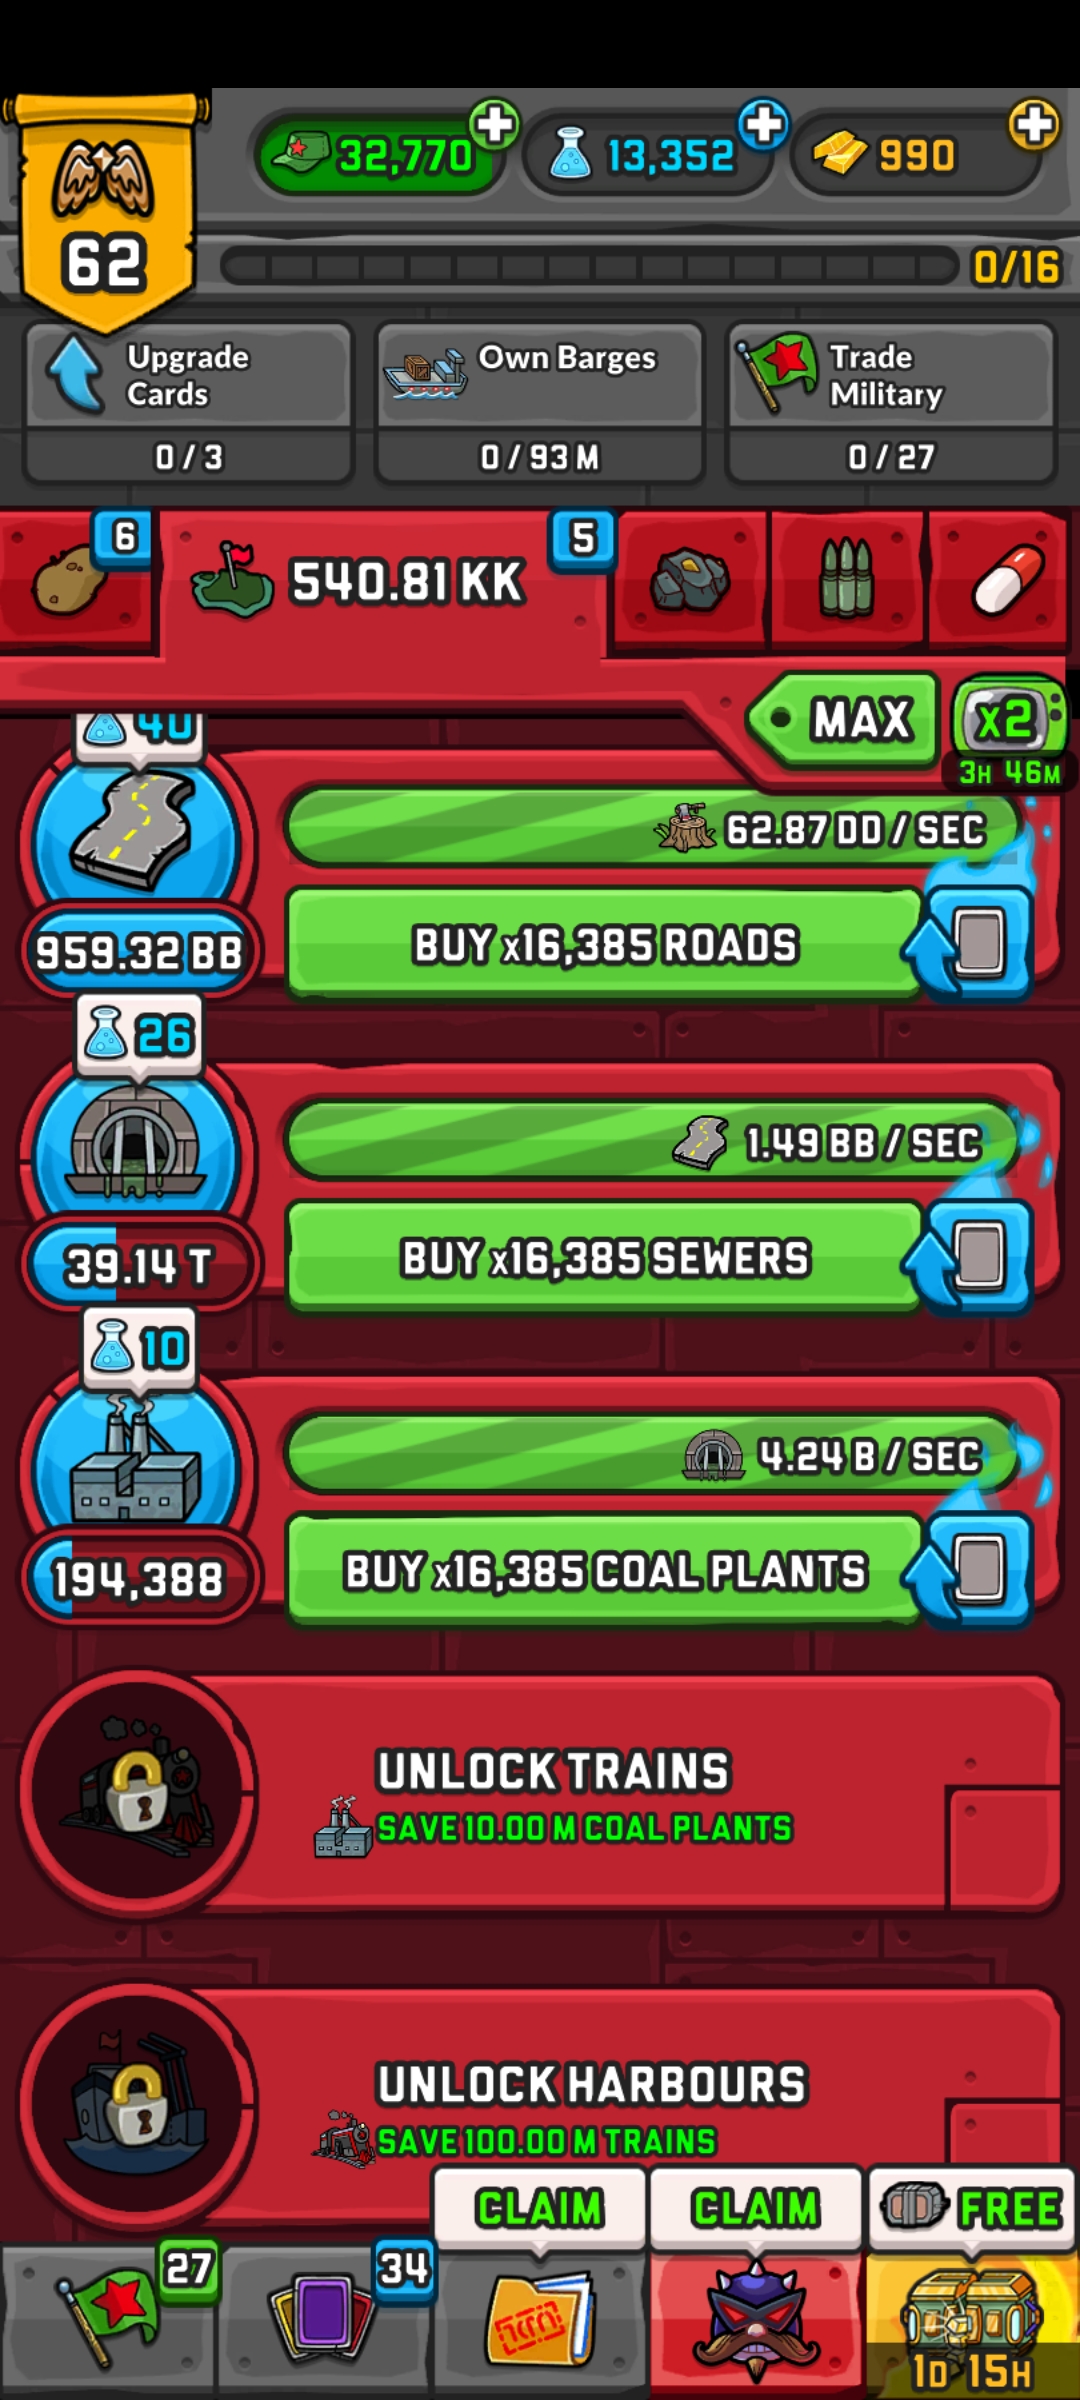 32,770
13,352
990
62
0/16
Upgrade
Cards
0 / 3
Own Barges
0 / 93 M
Trade
Military
0 / 27
6
540.81 KK
5
MAX
x2
3H 46M
40
62.87 DD / SEC
959.32 BB
BUY x16,385 ROADS
26
1.49 BB / SEC
39.14 T
BUY x16,385 SEWERS
10
4.24 B / SEC
194,388
BUY x16,385 COAL PLANTS
UNLOCK TRAINS
SAVE 10.00 M COAL PLANTS
UNLOCK HARBOURS
SAVE 100.00 M TRAINS
CLAIM
CLAIM
FREE
27
34
1D 15H